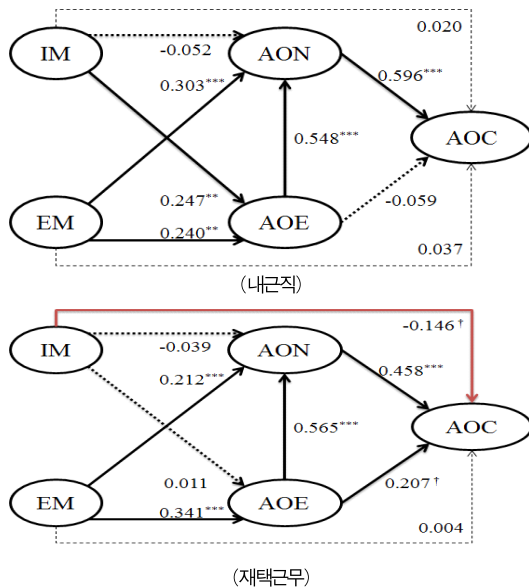 0.020
IM AON
-0.052
0.303***
0.596***
0.548***
AOC
0.247**
-0.059
EM AOE
0.240**
0.037
(내근직)
-0.146†
IM AON
-0.039
0.212***
0.458***
0.565***
AOC
0.011
0.207†
EM AOE
0.341***
0.004
(재택근무)